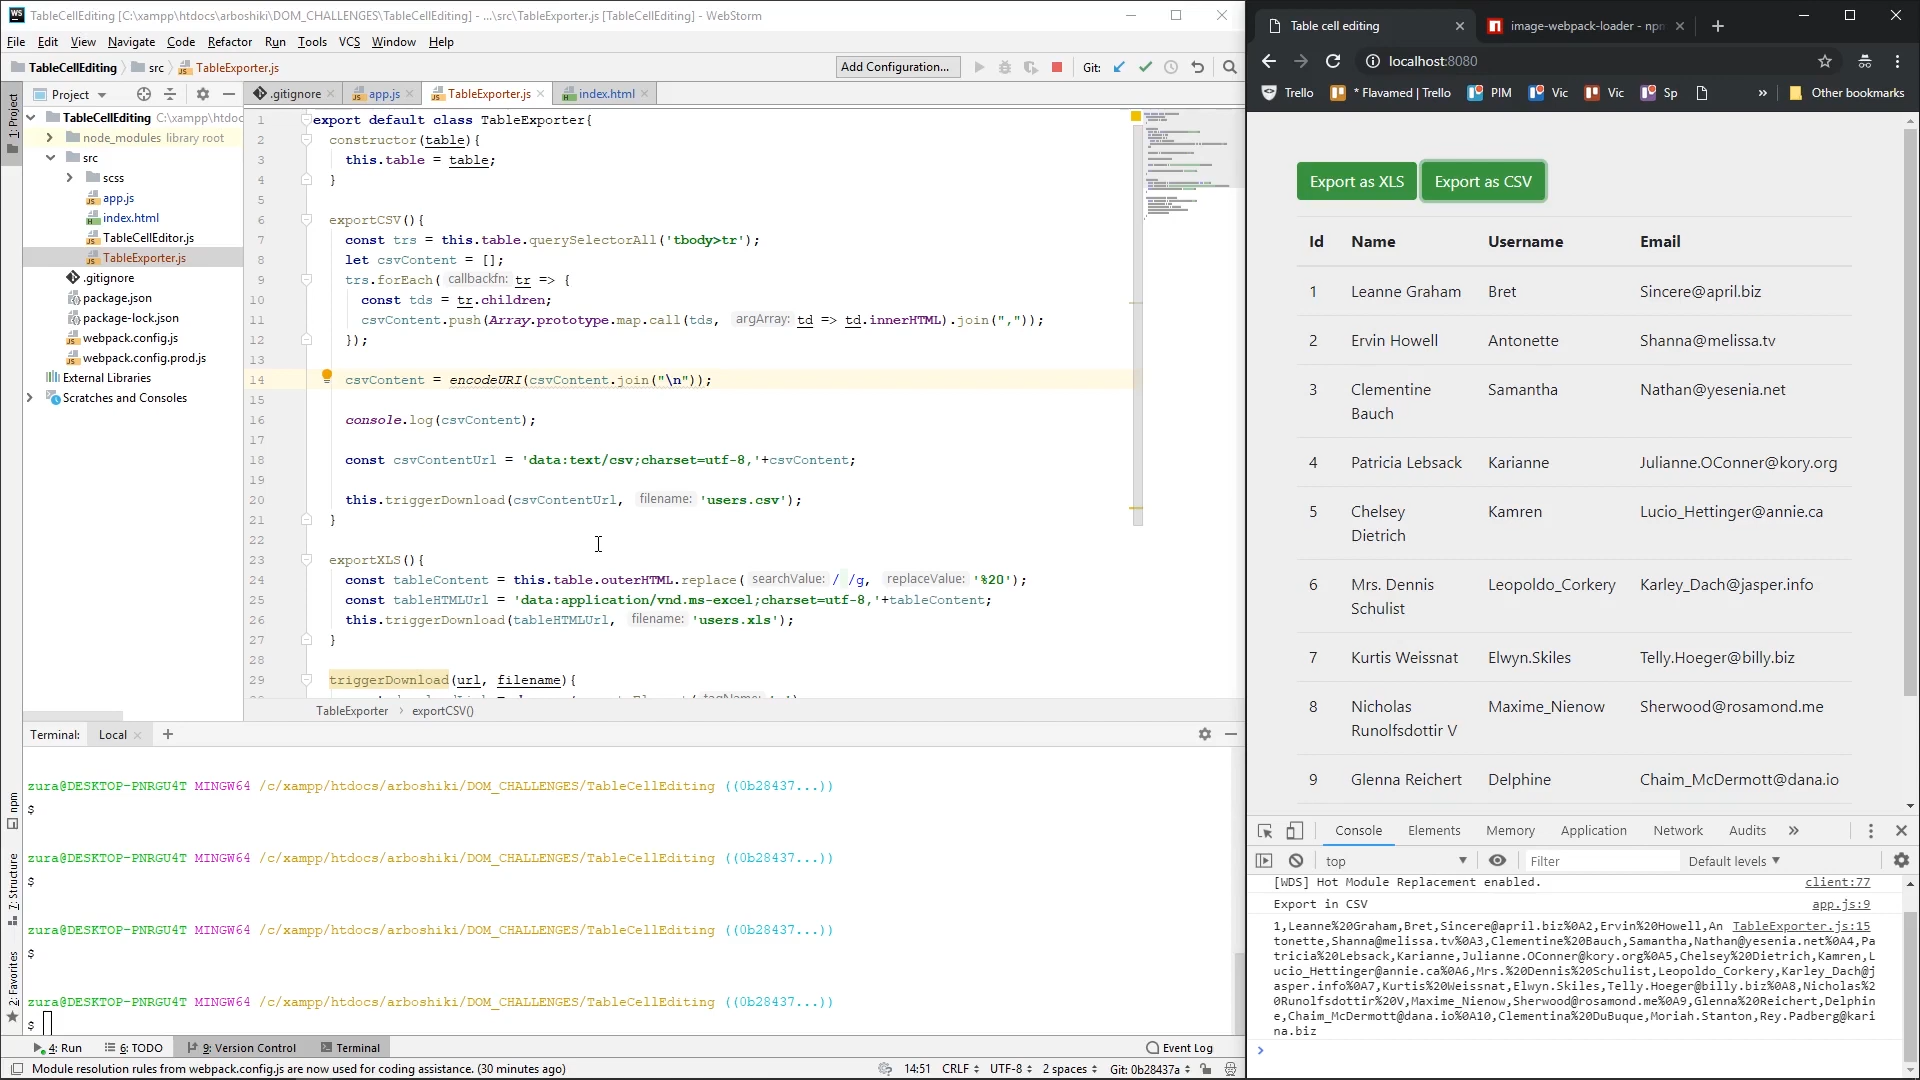 TableCellEditing [C:\xampp\htdocs\arboshiki\DOM_CHALLENGES\TableCellEditing] - ...\src\TableExporter.js [TableCellEditing] - WebStorm
File Edit View Navigate Code Refactor Run Tools VCS Window Help
TableCellEditing src TableExporter.js
Add Configuration... Git:
1: Project
Project
TableCellEditing C:\xampp\htdoc
node_modules library root
src
scss
app.js
index.html
TableCellEditor.js
TableExporter.js
.gitignore
package.json
package-lock.json
webpack.config.js
webpack.config.prod.js
External Libraries
Scratches and Consoles
.gitignore app.js TableExporter.js index.html
1 export default class TableExporter{
2 constructor(table){
3 this.table = table;
4 }
5
6 exportCSV(){
7 const trs = this.table.querySelectorAll('tbody>tr');
8 let csvContent = [];
9 trs.forEach( callbackfn: tr => {
10 const tds = tr.children;
11 csvContent.push(Array.prototype.map.call(tds, argArray: td => td.innerHTML).join(","));
12 });
13
14 csvContent = encodeURI(csvContent.join("\n"));
15
16 console.log(csvContent);
17
18 const csvContentUrl = 'data:text/csv;charset=utf-8,'+csvContent;
19
20 this.triggerDownload(csvContentUrl, filename: 'users.csv');
21 }
22
23 exportXLS(){
24 const tableContent = this.table.outerHTML.replace( searchValue: / /g, replaceValue: '%20');
25 const tableHTMLUrl = 'data:application/vnd.ms-excel;charset=utf-8,'+tableContent;
26 this.triggerDownload(tableHTMLUrl, filename: 'users.xls');
27 }
28
29 triggerDownload(url, filename){
TableExporter exportCSV()
Terminal: Local
zura@DESKTOP-PNRGU4T MINGW64 /c/xampp/htdocs/arboshiki/DOM_CHALLENGES/TableCellEditing ((0b28437...))
$
zura@DESKTOP-PNRGU4T MINGW64 /c/xampp/htdocs/arboshiki/DOM_CHALLENGES/TableCellEditing ((0b28437...))
$
zura@DESKTOP-PNRGU4T MINGW64 /c/xampp/htdocs/arboshiki/DOM_CHALLENGES/TableCellEditing ((0b28437...))
$
zura@DESKTOP-PNRGU4T MINGW64 /c/xampp/htdocs/arboshiki/DOM_CHALLENGES/TableCellEditing ((0b28437...))
$
npm
7: Structure
2: Favorites
4: Run 6: TODO 9: Version Control Terminal Event Log
Module resolution rules from webpack.config.js are now used for coding assistance. (30 minutes ago) 14:51 CRLF UTF-8 2 spaces Git: 0b28437a
Table cell editing image-webpack-loader - npm
localhost:8080
Trello * Flavamed | Trello PIM Vic Vic Sp » Other bookmarks
Export as XLS Export as CSV
Id Name Username Email
1 Leanne Graham Bret Sincere@april.biz
2 Ervin Howell Antonette Shanna@melissa.tv
3 Clementine Bauch Samantha Nathan@yesenia.net
4 Patricia Lebsack Karianne Julianne.OConner@kory.org
5 Chelsey Dietrich Kamren Lucio_Hettinger@annie.ca
6 Mrs. Dennis Schulist Leopoldo_Corkery Karley_Dach@jasper.info
7 Kurtis Weissnat Elwyn.Skiles Telly.Hoeger@billy.biz
8 Nicholas Runolfsdottir V Maxime_Nienow Sherwood@rosamond.me
9 Glenna Reichert Delphine Chaim_McDermott@dana.io
Console Elements Memory Application Network Audits »
top Filter Default levels
[WDS] Hot Module Replacement enabled. client:77
Export in CSV app.js:9
1,Leanne%20Graham,Bret,Sincere@april.biz%0A2,Ervin%20Howell,An TableExporter.js:15
tonette,Shanna@melissa.tv%0A3,Clementine%20Bauch,Samantha,Nathan@yesenia.net%0A4,Pa
tricia%20Lebsack,Karianne,Julianne.OConner@kory.org%0A5,Chelsey%20Dietrich,Kamren,L
ucio_Hettinger@annie.ca%0A6,Mrs.%20Dennis%20Schulist,Leopoldo_Corkery,Karley_Dach@j
asper.info%0A7,Kurtis%20Weissnat,Elwyn.Skiles,Telly.Hoeger@billy.biz%0A8,Nicholas%2
0Runolfsdottir%20V,Maxime_Nienow,Sherwood@rosamond.me%0A9,Glenna%20Reichert,Delphin
e,Chaim_McDermott@dana.io%0A10,Clementina%20DuBuque,Moriah.Stanton,Rey.Padberg@kari
na.biz